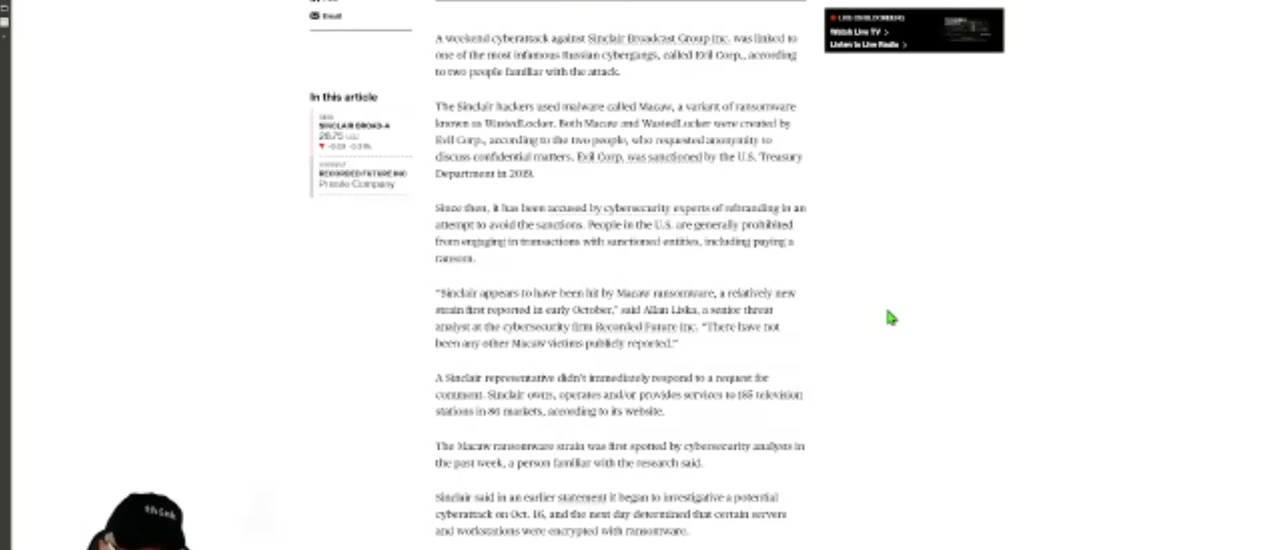 Email
In this article
SINCLAIR BROAD-A
28.75 USD
RECORDED FUTURE INC
Private Company
A weekend cyberattack against Sinclair Broadcast Group Inc. was linked to
one of the most infamous Russian cybergangs, called Evil Corp., according
to two people familiar with the attack.
The Sinclair hackers used malware called Macaw, a variant of ransomware
known as WastedLocker. Both Macaw and WastedLocker were created by
Evil Corp., according to the two people, who requested anonymity to
discuss confidential matters. Evil Corp. was sanctioned by the U.S. Treasury
Department in 2019.
Since then, it has been accused by cybersecurity experts of rebranding in an
attempt to avoid the sanctions. People in the U.S. are generally prohibited
from engaging in transactions with sanctioned entities, including paying a
ransom.
“Sinclair appears to have been hit by Macaw ransomware, a relatively new
strain first reported in early October,” said Allan Liska, a senior threat
analyst at the cybersecurity firm Recorded Future Inc. “There have not
been any other Macaw victims publicly reported.”
A Sinclair representative didn’t immediately respond to a request for
comment. Sinclair owns, operates and/or provides services to 185 television
stations in 86 markets, according to its website.
The Macaw ransomware strain was first spotted by cybersecurity analysts in
the past week, a person familiar with the research said.
Sinclair said in an earlier statement it began to investigative a potential
cyberattack on Oct. 16, and the next day determined that certain servers
and workstations were encrypted with ransomware.
LIVE ON BLOOMBERG
Watch Live TV >
Listen to Live Radio >
think